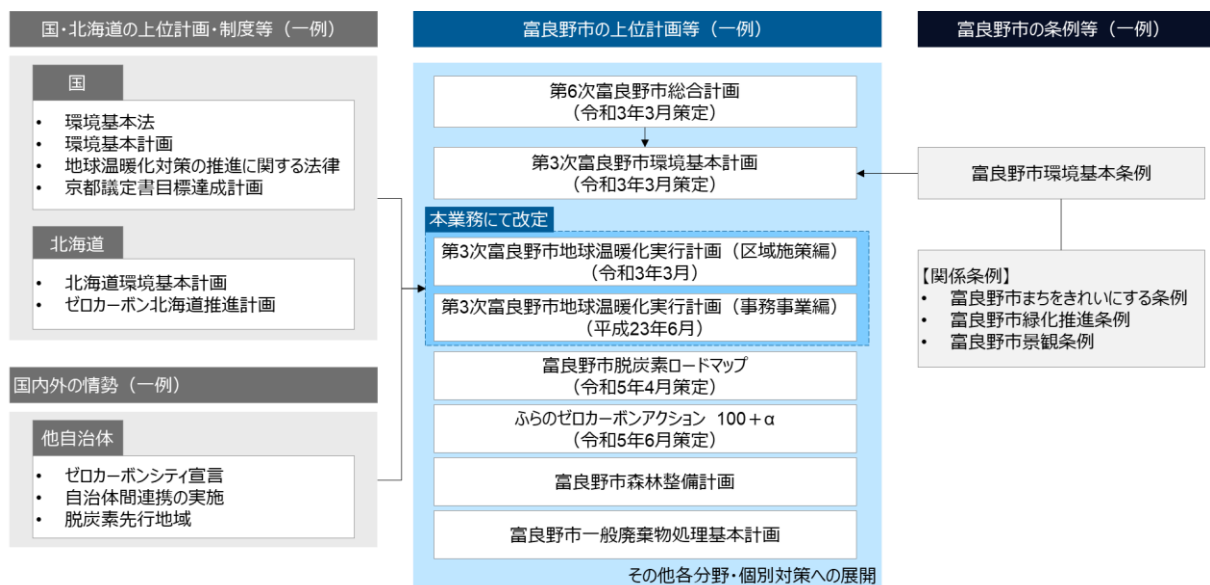 国・北海道の上位計画・制度等（一例）
国
• 環境基本法
• 環境基本計画
• 地球温暖化対策の推進に関する法律
• 京都議定書目標達成計画
北海道
• 北海道環境基本計画
• ゼロカーボン北海道推進計画
国内外の情勢（一例）
他自治体
• ゼロカーボンシティ宣言
• 自治体間連携の実施
• 脱炭素先行地域
富良野市の上位計画等（一例）
第6次富良野市総合計画
（令和3年3月策定）
第3次富良野市環境基本計画
（令和3年3月策定）
本業務にて改定
第3次富良野市地球温暖化実行計画（区域施策編）
（令和3年3月）
第3次富良野市地球温暖化実行計画（事務事業編）
（平成23年6月）
富良野市脱炭素ロードマップ
（令和5年4月策定）
ふらのゼロカーボンアクション 100＋α
（令和5年6月策定）
富良野市森林整備計画
富良野市一般廃棄物処理基本計画
その他各分野・個別対策への展開
富良野市の条例等（一例）
富良野市環境基本条例
【関係条例】
• 富良野市まちをきれいにする条例
• 富良野市緑化推進条例
• 富良野市景観条例